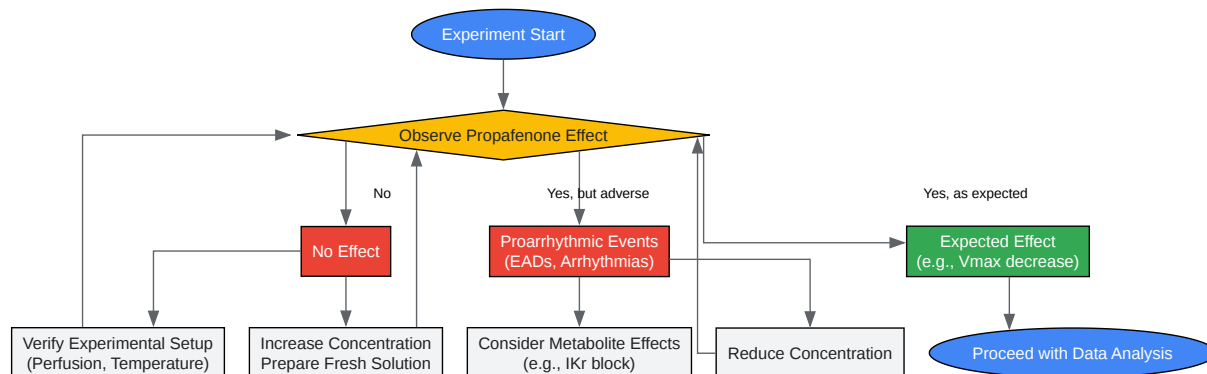 Experiment Start
Observe Propafenone Effect
No
Yes, but adverse
Yes, as expected
No Effect
Proarrhythmic Events
(EADs, Arrhythmias)
Expected Effect
(e.g., Vmax decrease)
Verify Experimental Setup
(Perfusion, Temperature)
Increase Concentration
Prepare Fresh Solution
Consider Metabolite Effects
(e.g., IKr block)
Reduce Concentration
Proceed with Data Analysis